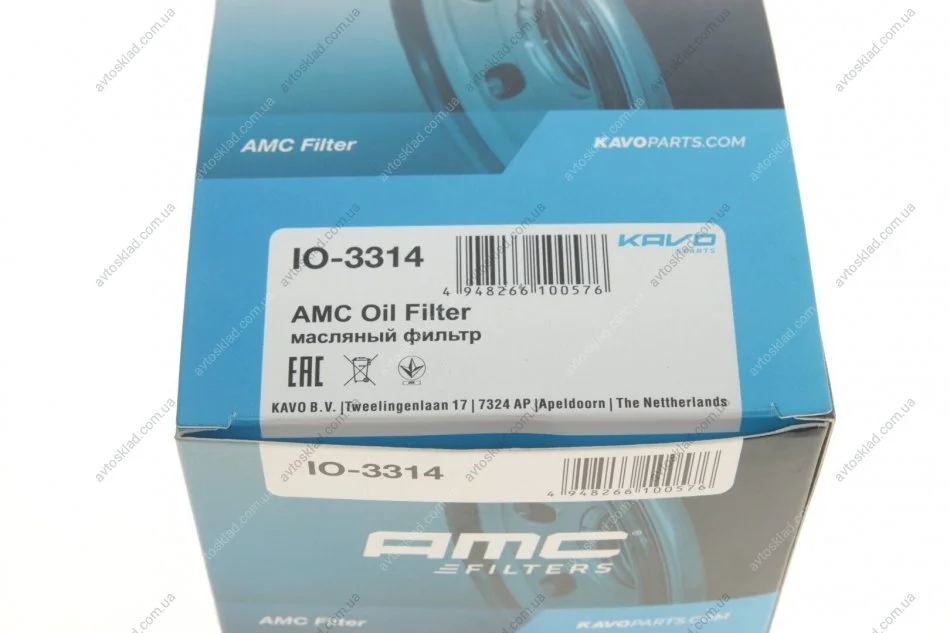 AMC Filter
KAVOPARTS.COM
IO-3314
KAVO
PARTS
4 948266 100576
AMC Oil Filter
масляный фильтр
EAC
KAVO B.V. |Tweelingenlaan 17 | 7324 AP |Apeldoorn | The Nettherlands
IO-3314
4 948266 100576
AMC®
FILTERS
AMC Filter
KAVOPARTS.COM
avtosklad.com.ua